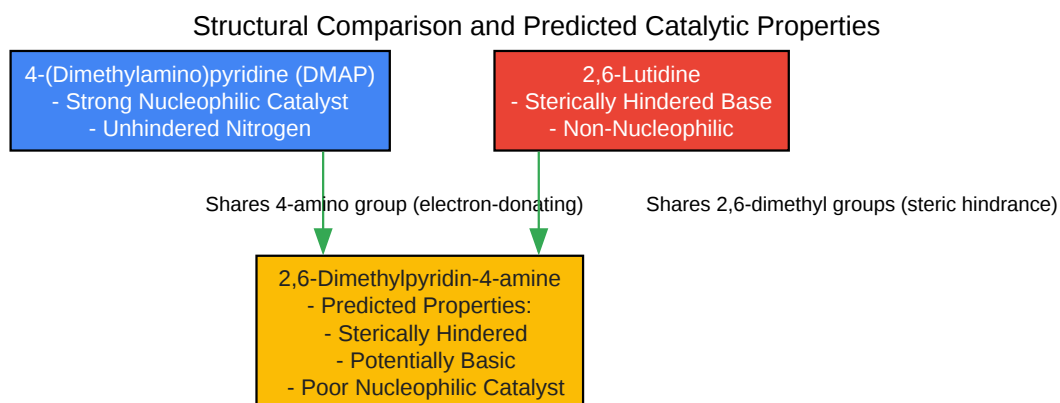 Structural Comparison and Predicted Catalytic Properties
4-(Dimethylamino)pyridine (DMAP)
- Strong Nucleophilic Catalyst
- Unhindered Nitrogen
2,6-Lutidine
- Sterically Hindered Base
- Non-Nucleophilic
Shares 4-amino group (electron-donating)
Shares 2,6-dimethyl groups (steric hindrance)
2,6-Dimethylpyridin-4-amine
- Predicted Properties:
- Sterically Hindered
- Potentially Basic
- Poor Nucleophilic Catalyst